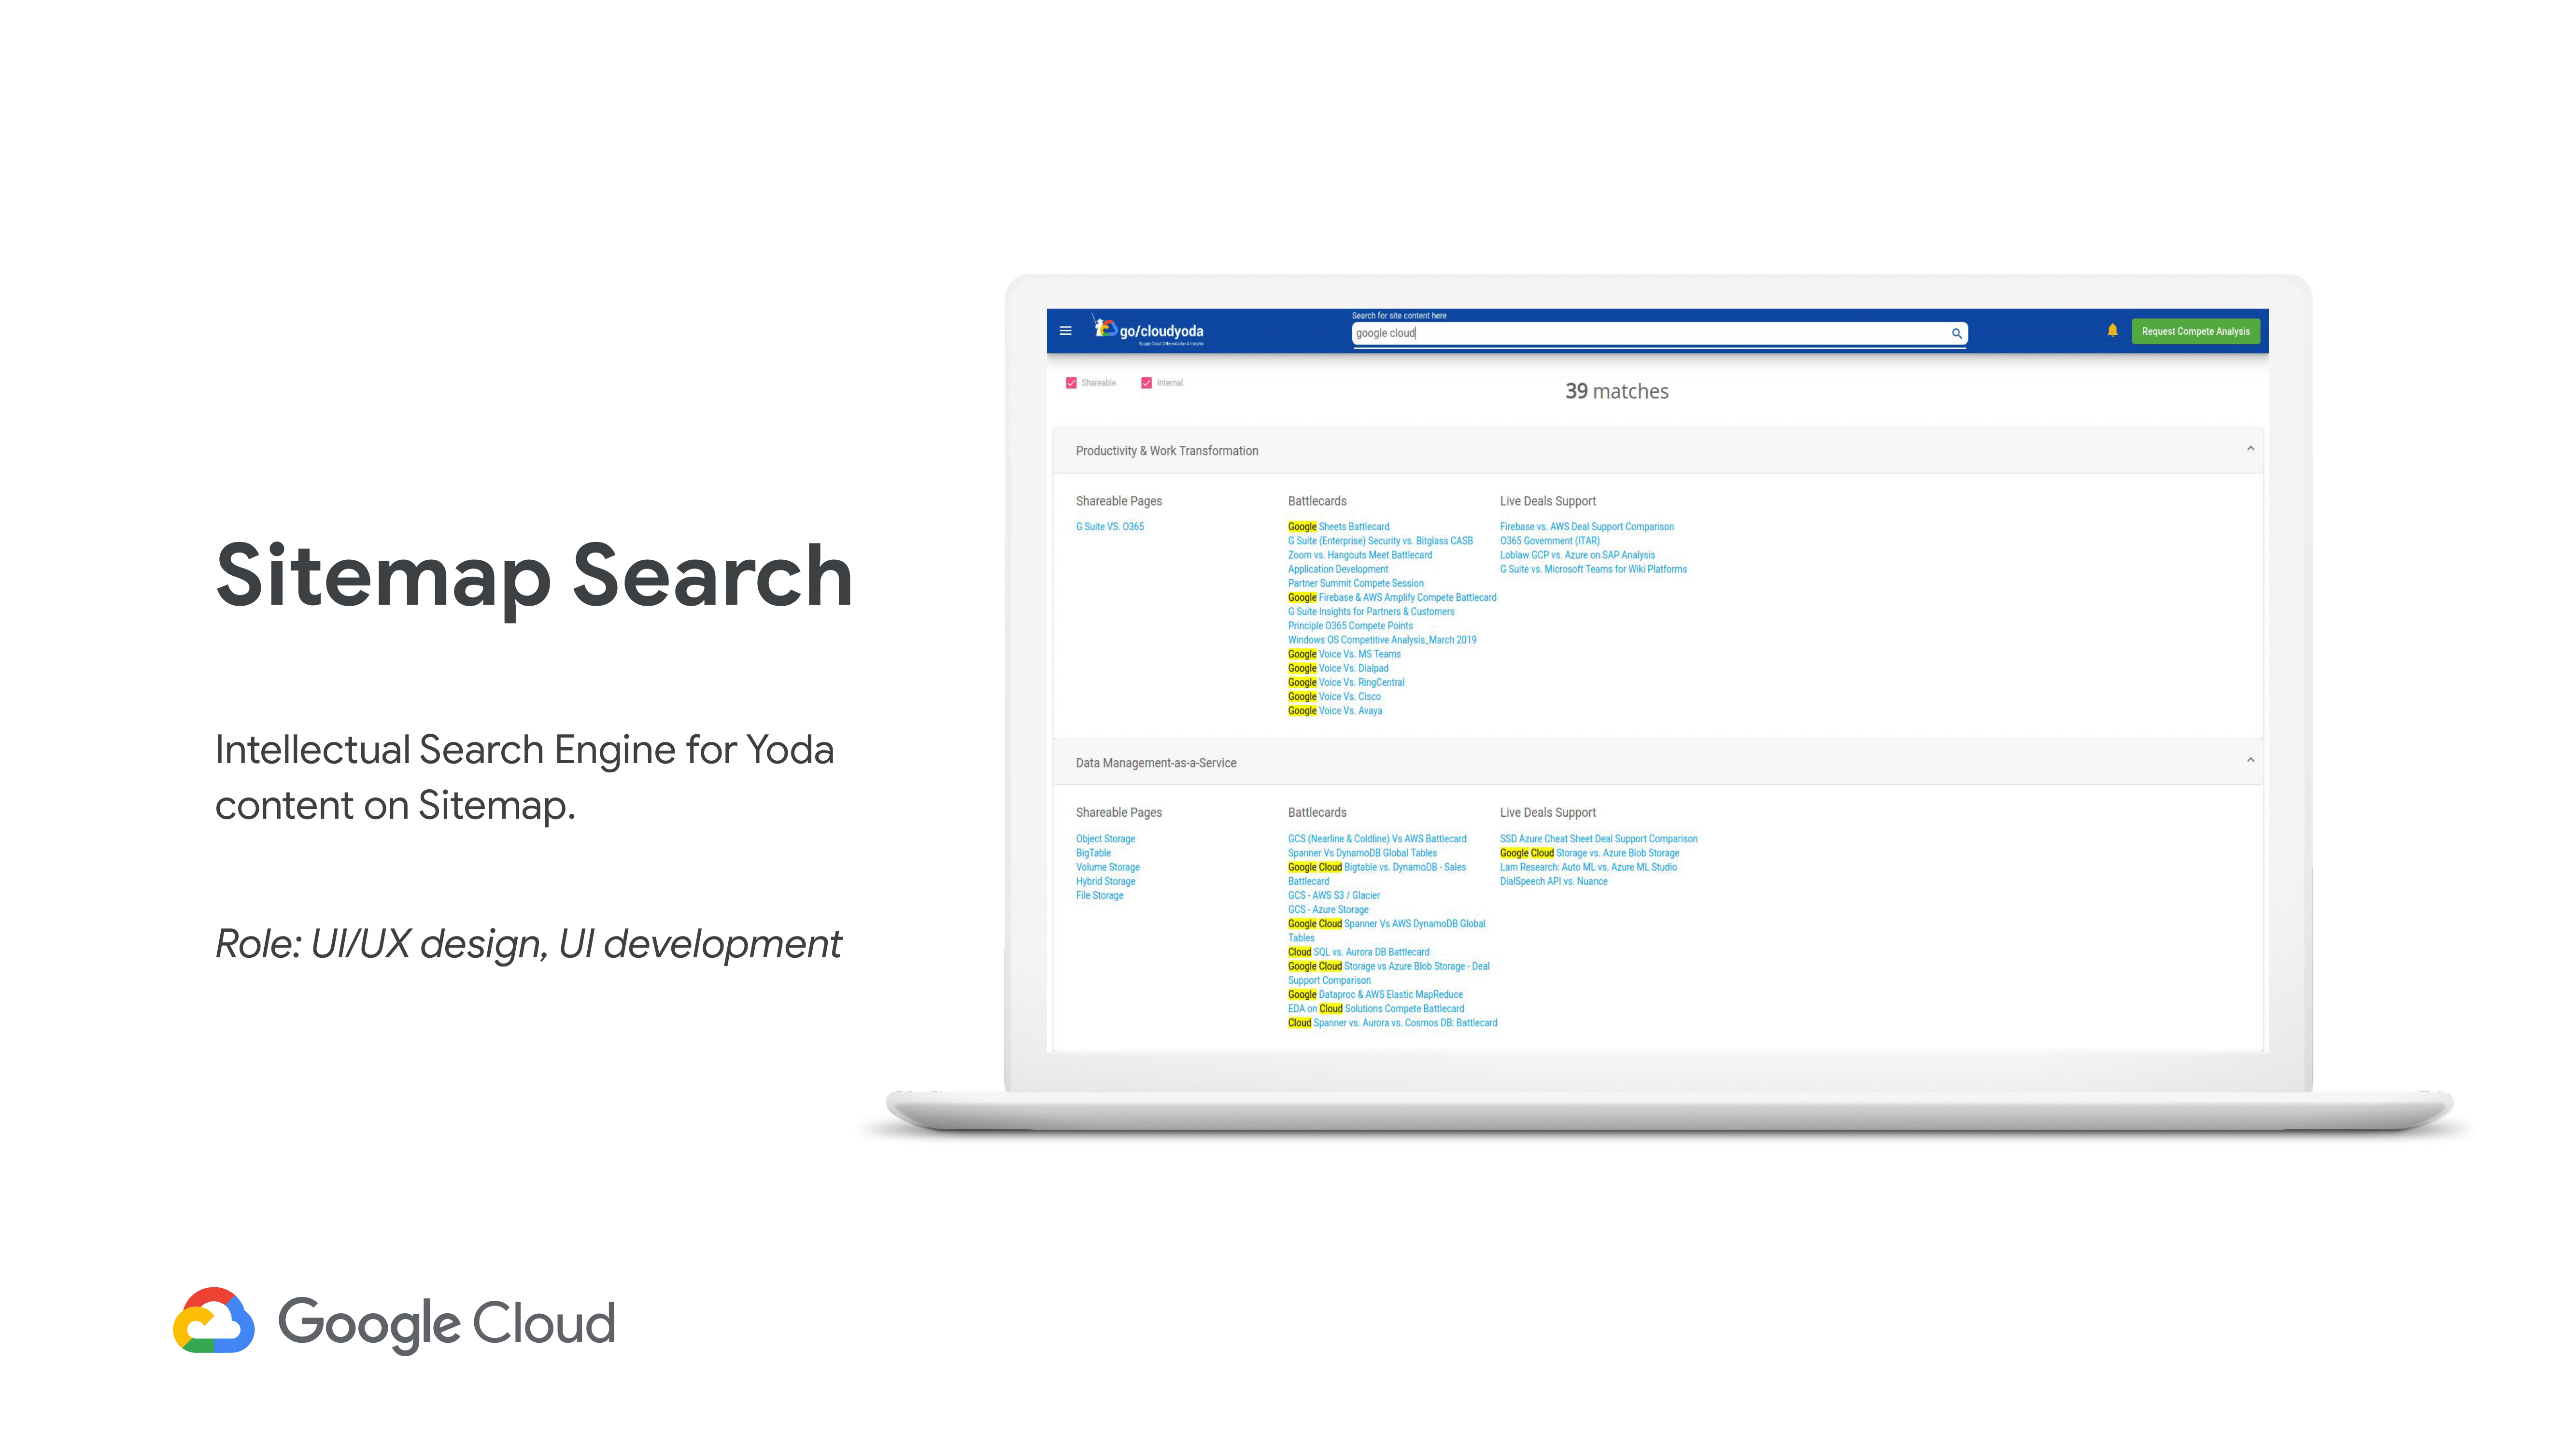 Sitemap Search
Intellectual Search Engine for Yoda
content on Sitemap.
Role: UI/UX design, UI development
Google Cloud
go/cloudyoda
Google Cloud Differentiation & Insights
Search for site content here
google cloud
Request Compete Analysis
Shareable
Internal
39 matches
Productivity & Work Transformation
Shareable Pages
G Suite VS. O365
Battlecards
Google Sheets Battlecard
G Suite (Enterprise) Security vs. Bitglass CASB
Zoom vs. Hangouts Meet Battlecard
Application Development
Partner Summit Compete Session
Google Firebase & AWS Amplify Compete Battlecard
G Suite Insights for Partners & Customers
Principle O365 Compete Points
Windows OS Competitive Analysis_March 2019
Google Voice Vs. MS Teams
Google Voice Vs. Dialpad
Google Voice Vs. RingCentral
Google Voice Vs. Cisco
Google Voice Vs. Avaya
Live Deals Support
Firebase vs. AWS Deal Support Comparison
O365 Government (ITAR)
Loblaw GCP vs. Azure on SAP Analysis
G Suite vs. Microsoft Teams for Wiki Platforms
Data Management-as-a-Service
Shareable Pages
Object Storage
BigTable
Volume Storage
Hybrid Storage
File Storage
Battlecards
GCS (Nearline & Coldline) Vs AWS Battlecard
Spanner Vs DynamoDB Global Tables
Google Cloud Bigtable vs. DynamoDB - Sales
Battlecard
GCS - AWS S3 / Glacier
GCS - Azure Storage
Google Cloud Spanner Vs AWS DynamoDB Global
Tables
Cloud SQL vs. Aurora DB Battlecard
Google Cloud Storage vs Azure Blob Storage - Deal
Support Comparison
Google Dataproc & AWS Elastic MapReduce
EDA on Cloud Solutions Compete Battlecard
Cloud Spanner vs. Aurora vs. Cosmos DB: Battlecard
Live Deals Support
SSD Azure Cheat Sheet Deal Support Comparison
Google Cloud Storage vs. Azure Blob Storage
Lam Research: Auto ML vs. Azure ML Studio
DialSpeech API vs. Nuance